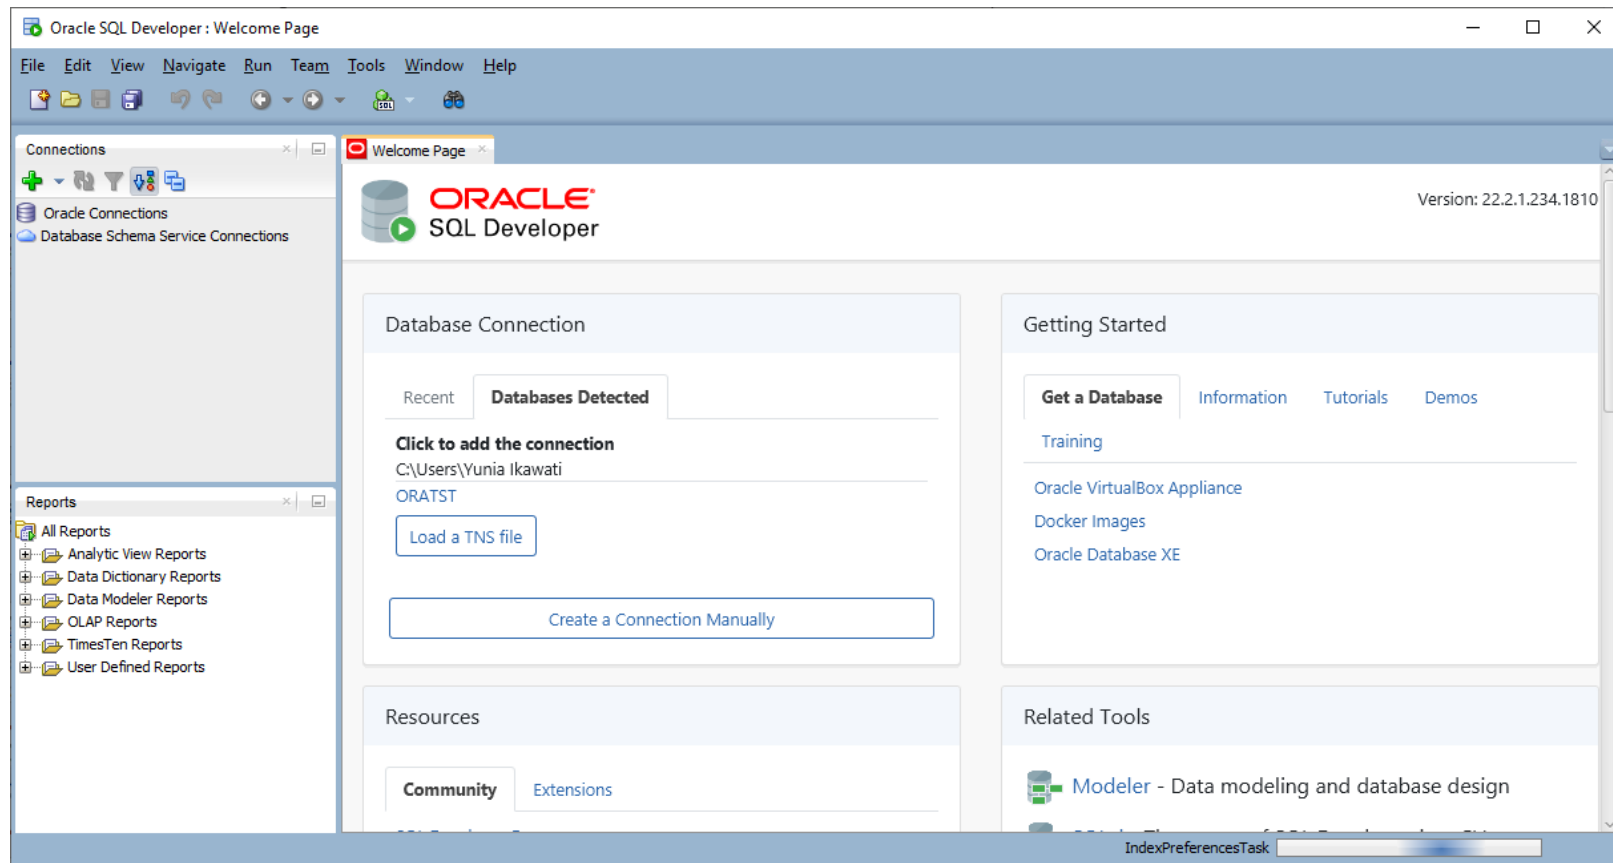 Oracle SQL Developer : Welcome Page
File Edit View Navigate Run Team Tools Window Help
SQL
Connections
Oracle Connections
Database Schema Service Connections
Reports
All Reports
Analytic View Reports
Data Dictionary Reports
Data Modeler Reports
OLAP Reports
TimesTen Reports
User Defined Reports
Welcome Page
ORACLE
SQL Developer
Version: 22.2.1.234.1810
Database Connection
Recent Databases Detected
Click to add the connection
C:\Users\Yunia Ikawati
ORATST
Load a TNS file
Create a Connection Manually
Getting Started
Get a Database Information Tutorials Demos
Training
Oracle VirtualBox Appliance
Docker Images
Oracle Database XE
Resources
Community Extensions
Related Tools
Modeler - Data modeling and database design
IndexPreferencesTask